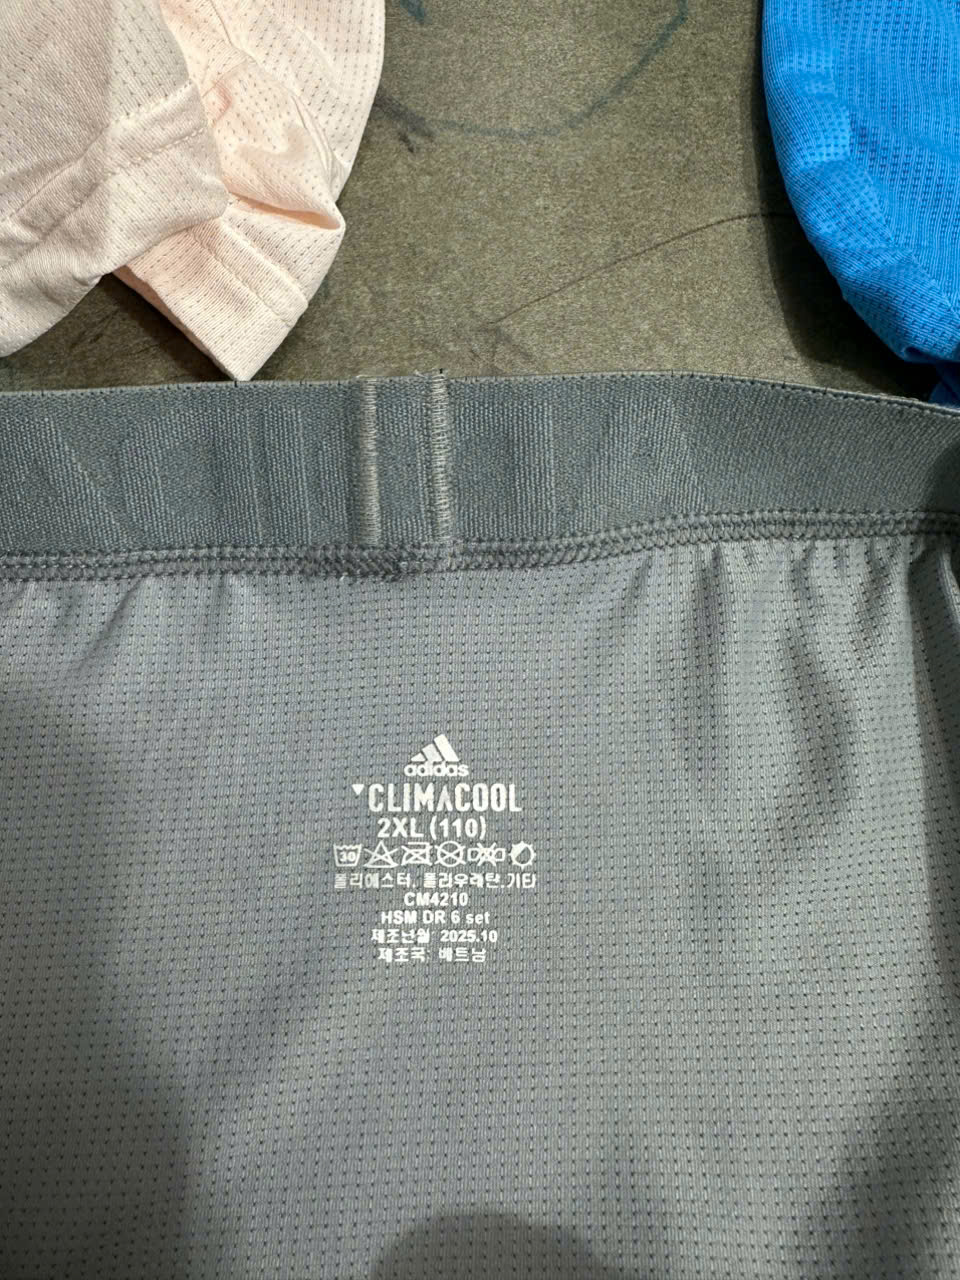 adidas
CLIMACOOL
2XL (110)
30
폴리에스터, 폴리우레탄, 기타
CM4210
HSM DR 6 set
제조년월 2025.10
제조국: 베트남